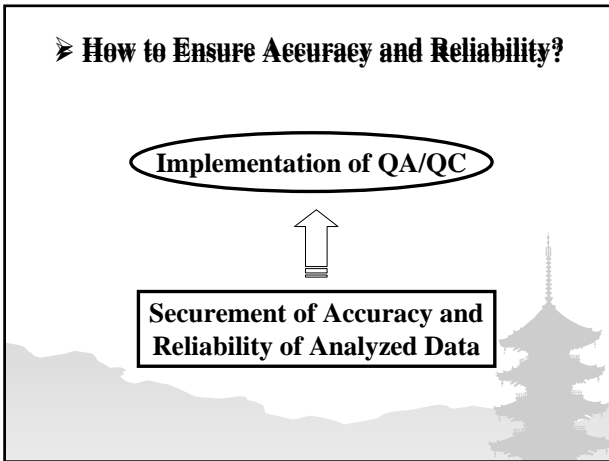 ➢ How to Ensure Accuracy and Reliability?
Implementation of QA/QC
Securement of Accuracy and
Reliability of Analyzed Data